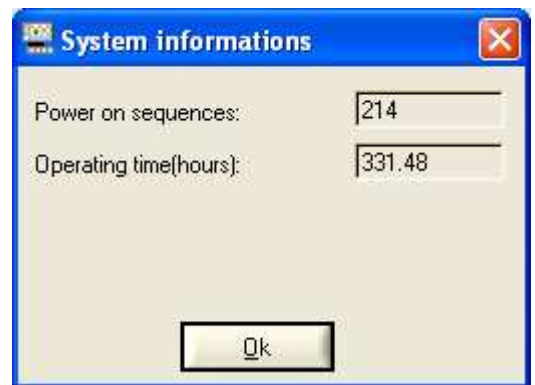 System informations
Power on sequences: 214
Operating time(hours): 331.48
Ok